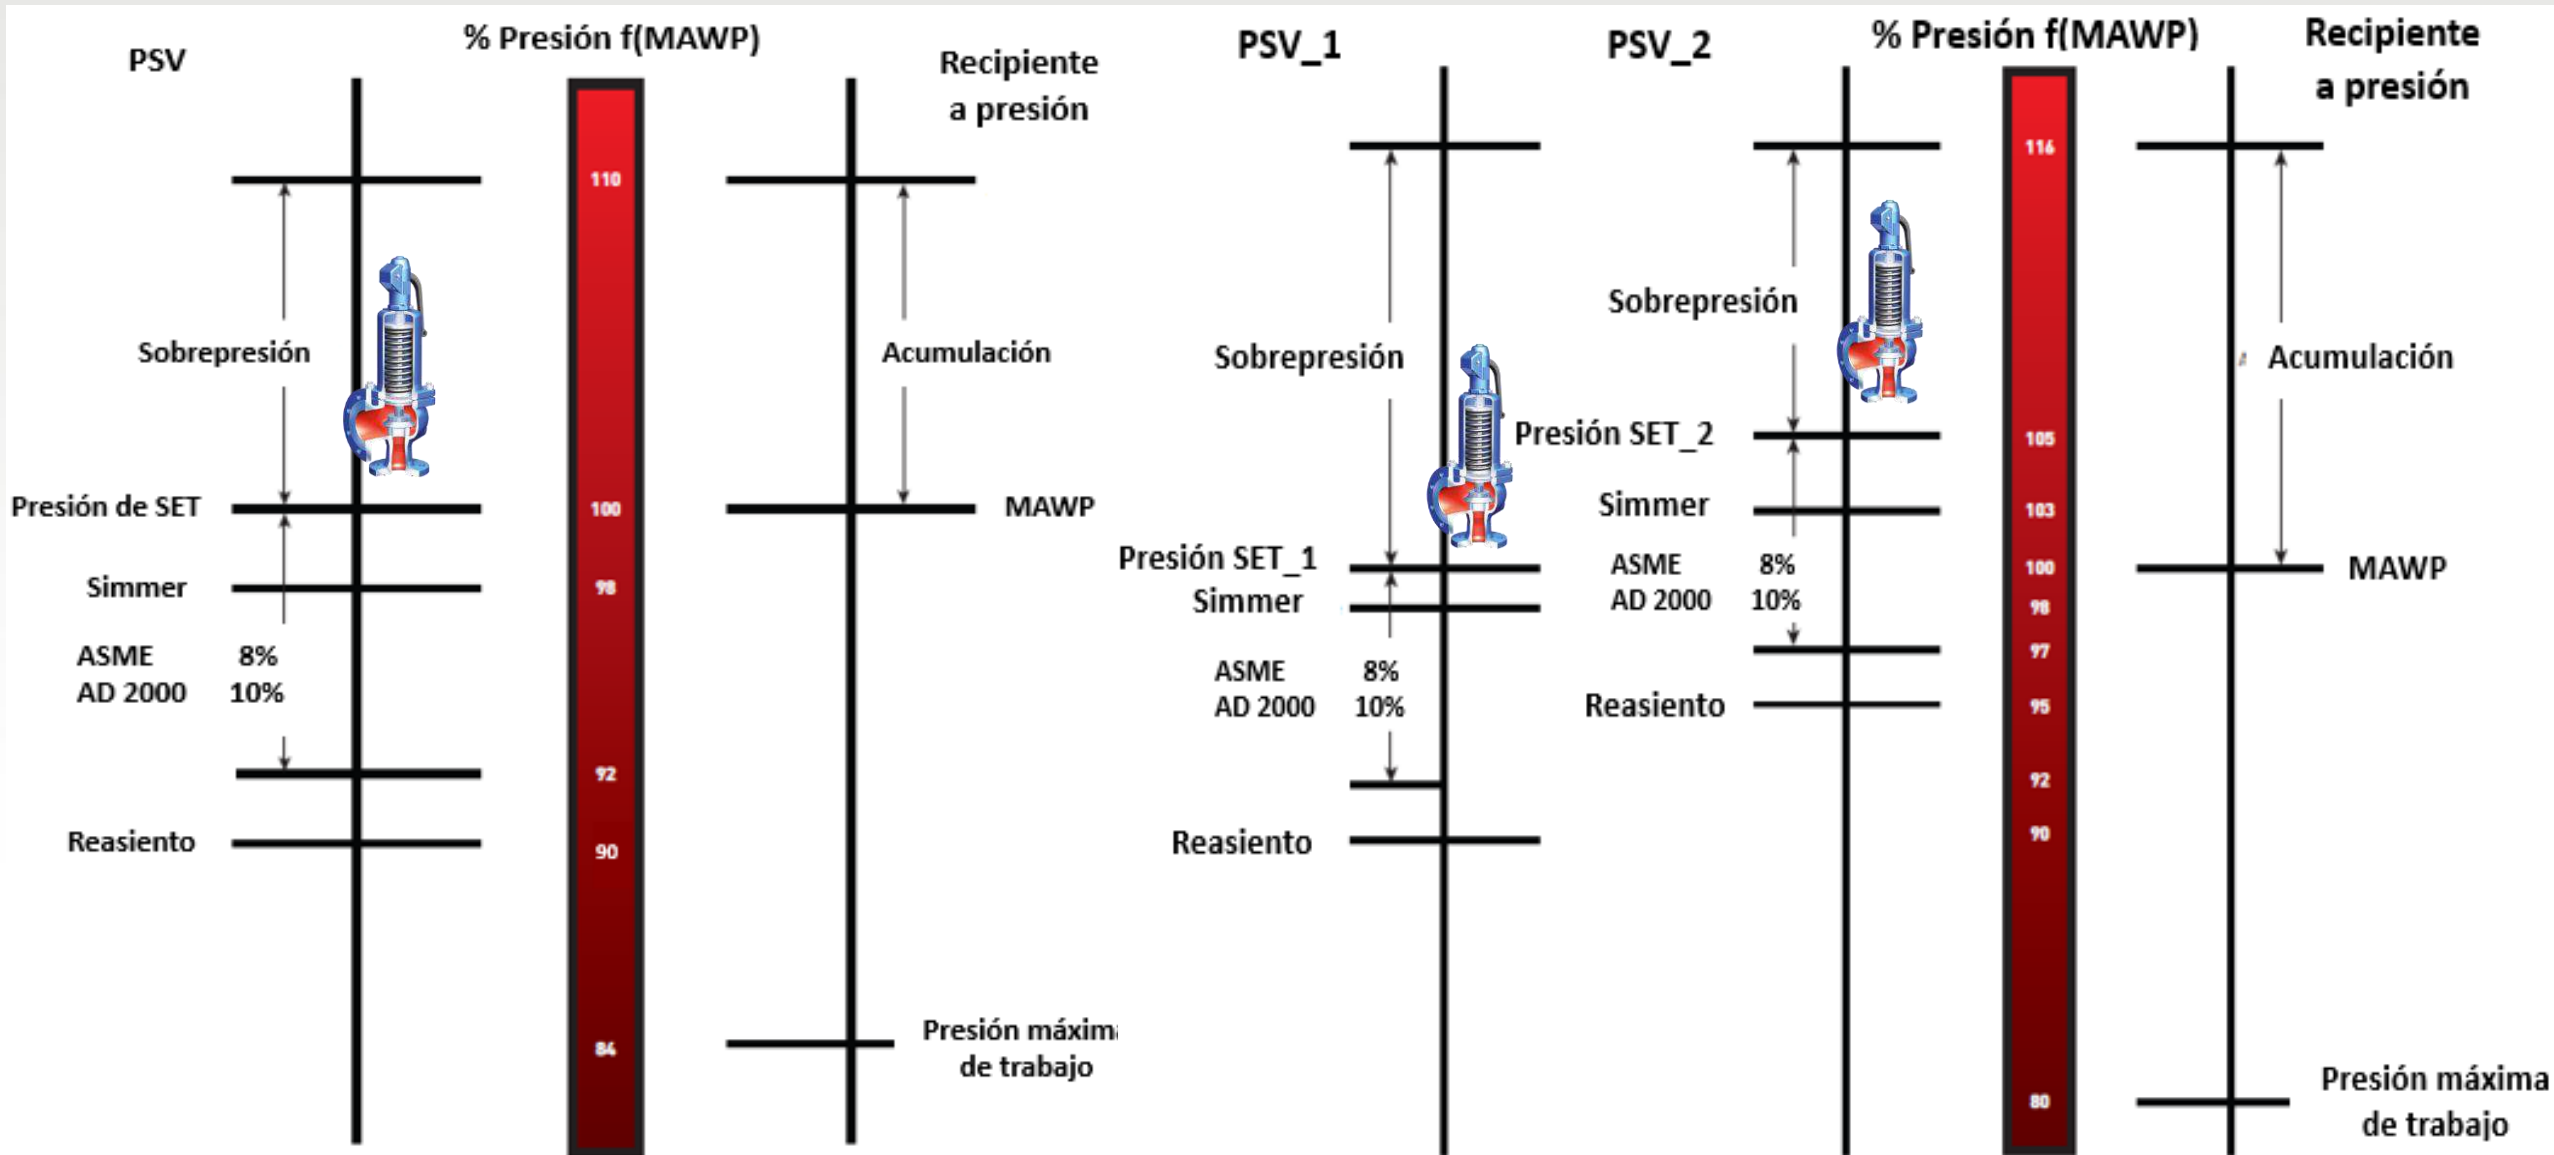 PSV
% Presión f(MAWP)
Recipiente
a presión
110
Sobrepresión
Acumulación
Presión de SET
100
MAWP
Simmer
98
ASME 8%
AD 2000 10%
92
Reasiento
90
Presión máxim
de trabajo
84
PSV_1
PSV_2
% Presión f(MAWP)
Recipiente
a presión
116
Sobrepresión
Sobrepresión
Acumulación
Presión SET_2
105
Simmer
103
Presión SET_1
ASME 8%
100
MAWP
Simmer
AD 2000 10%
98
97
ASME 8%
AD 2000 10%
Reasiento
95
92
Reasiento
90
Presión máxima
de trabajo
80